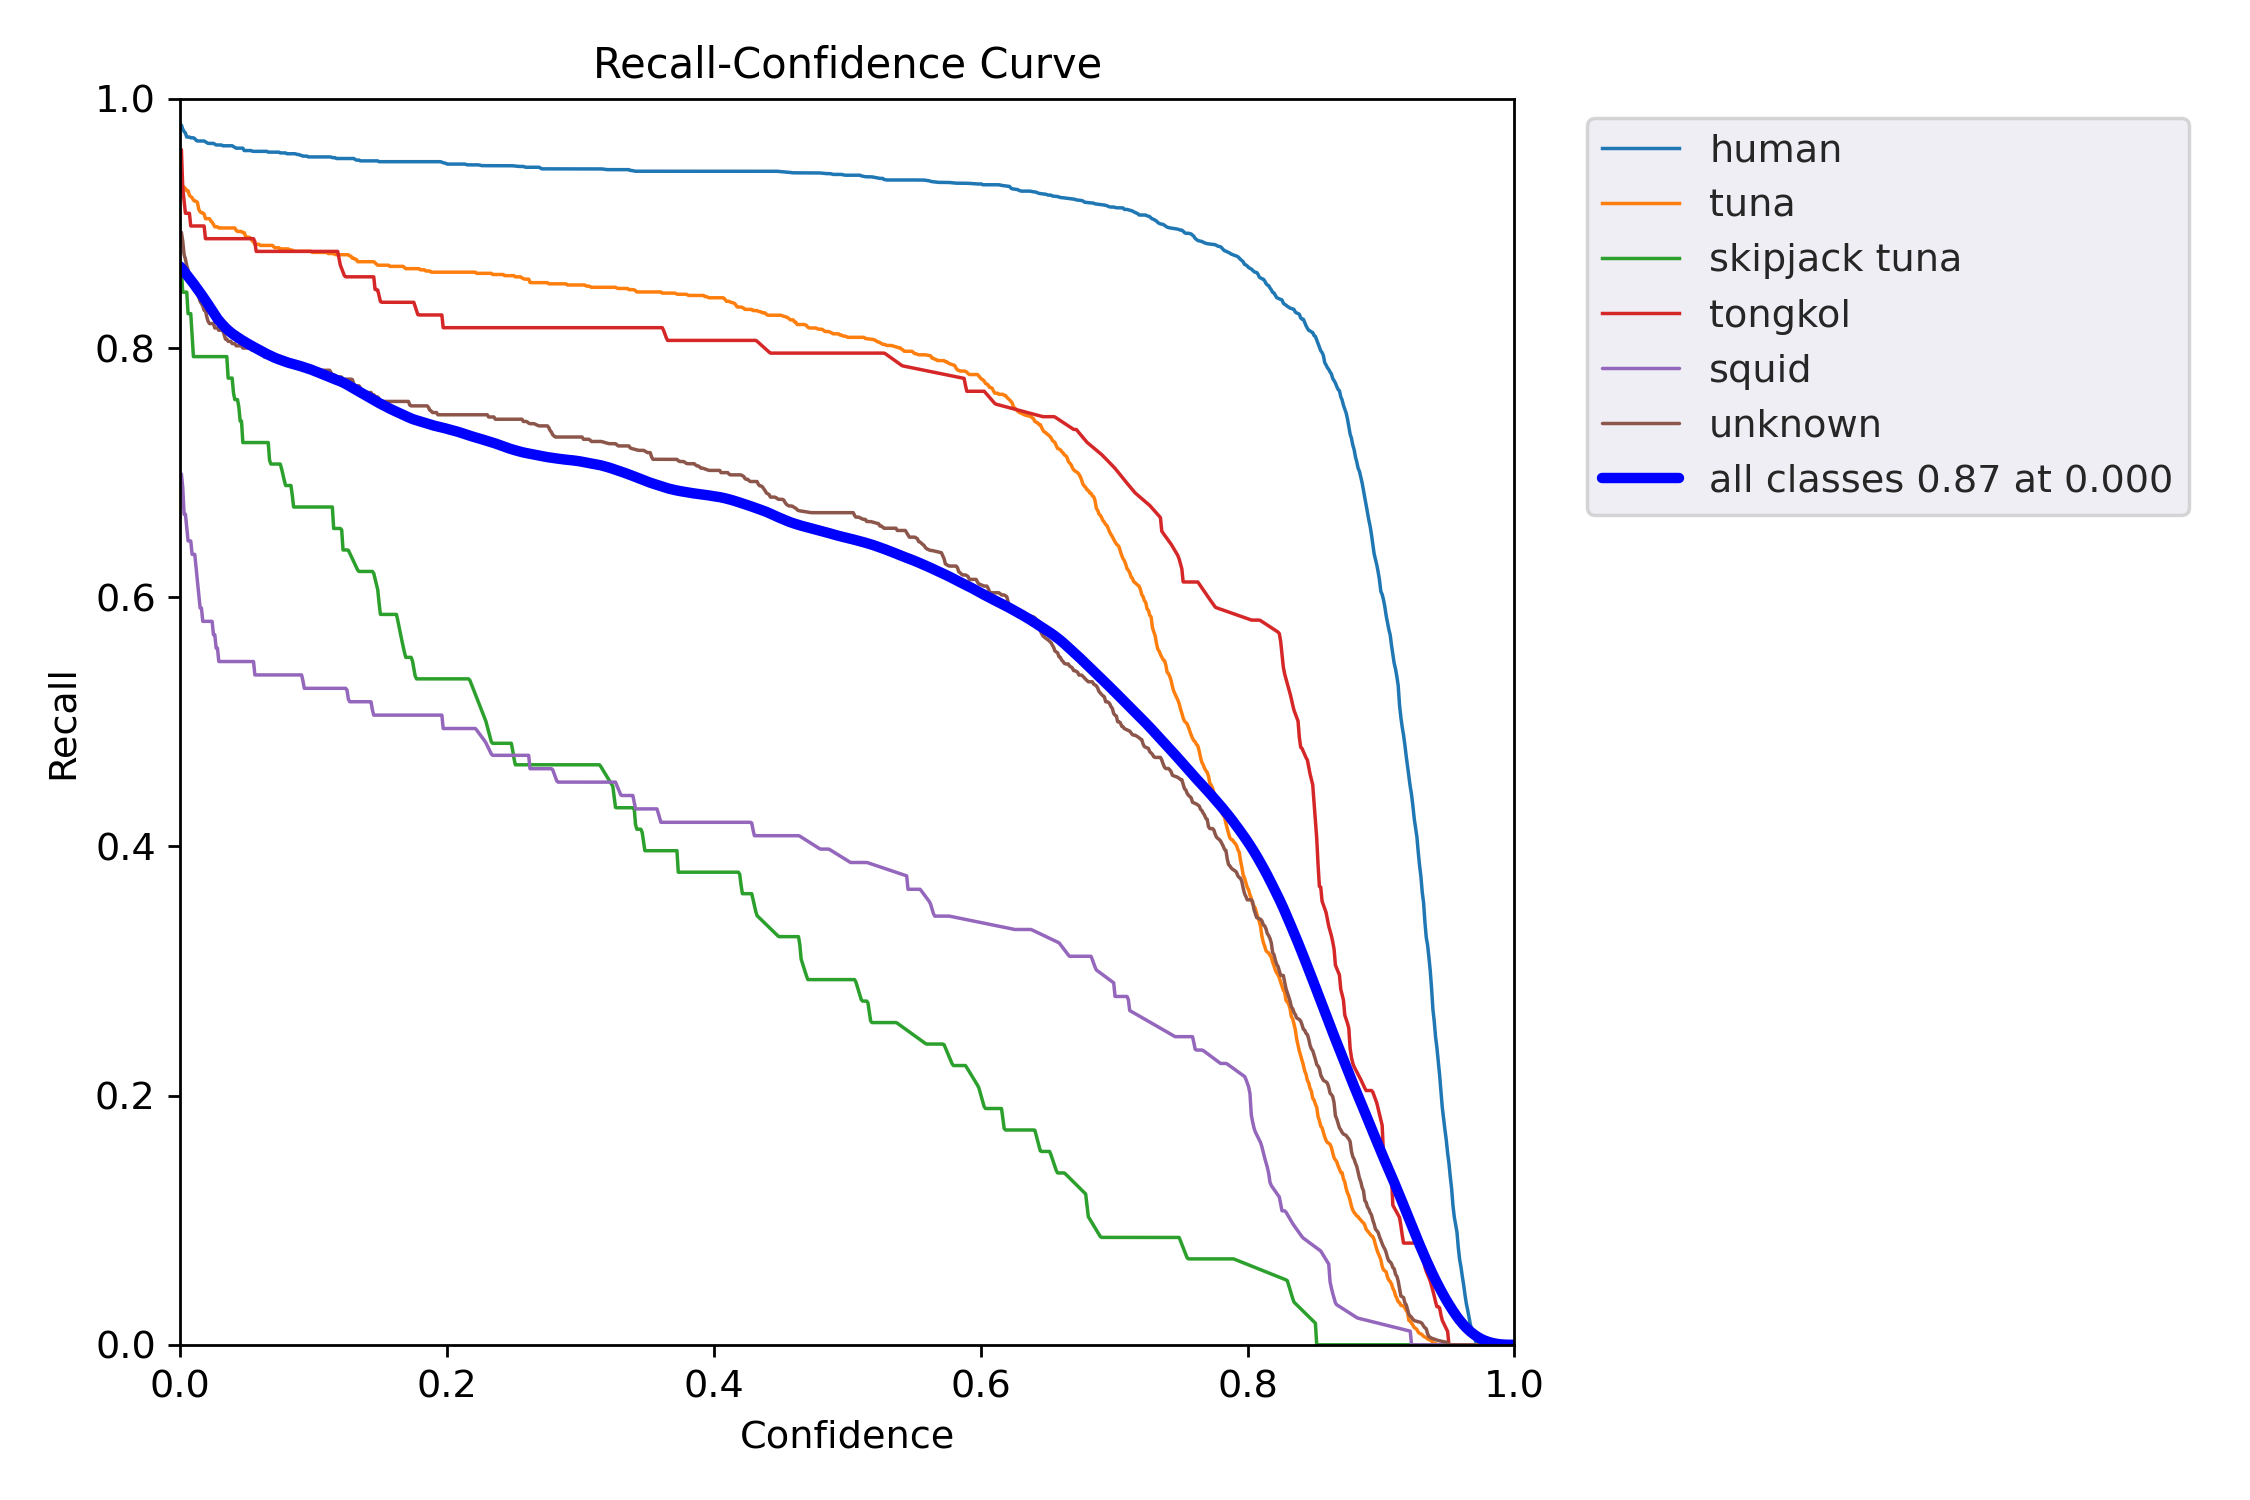 Recall-Confidence Curve
1.0
0.8
0.6
0.4
0.2
0.0
Recall
0.0 0.2 0.4 0.6 0.8 1.0
Confidence
human
tuna
skipjack tuna
tongkol
squid
unknown
all classes 0.87 at 0.000